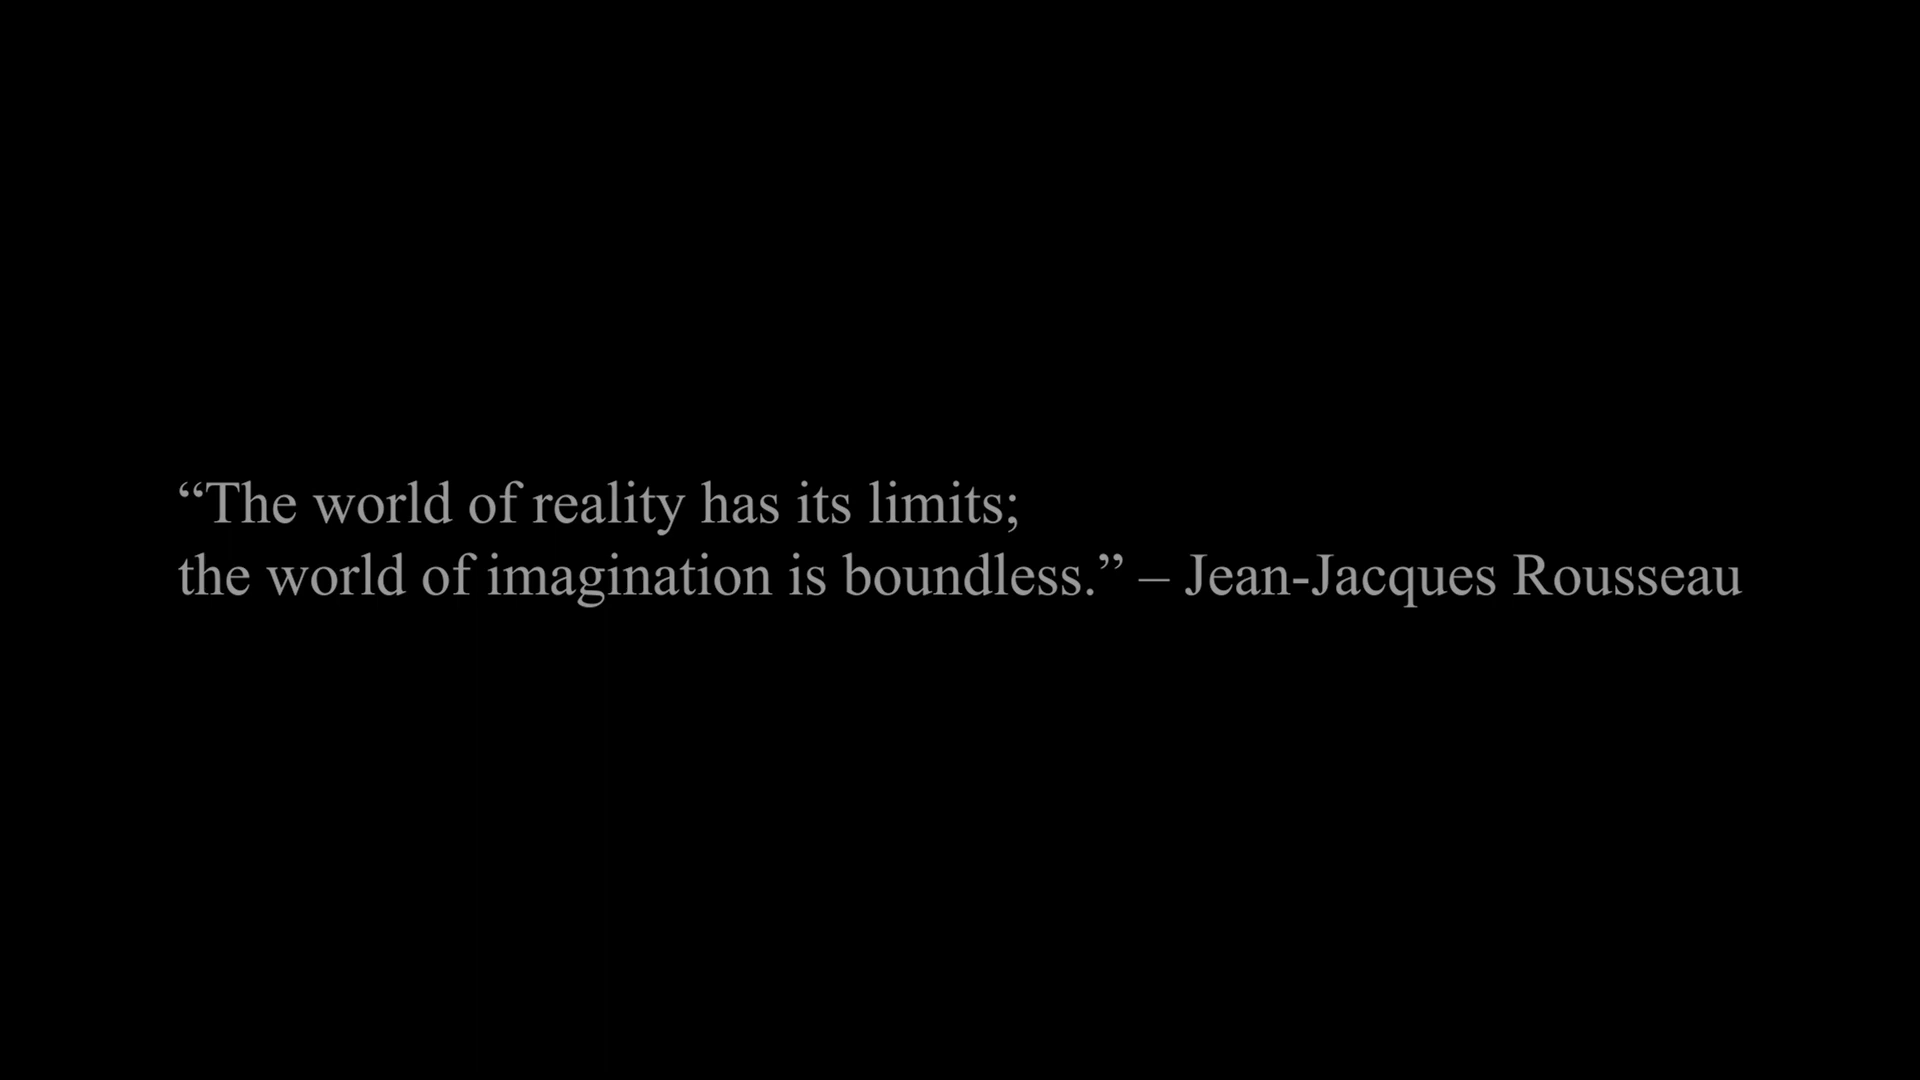 “The world of reality has its limits;
the world of imagination is boundless.” – Jean-Jacques Rousseau